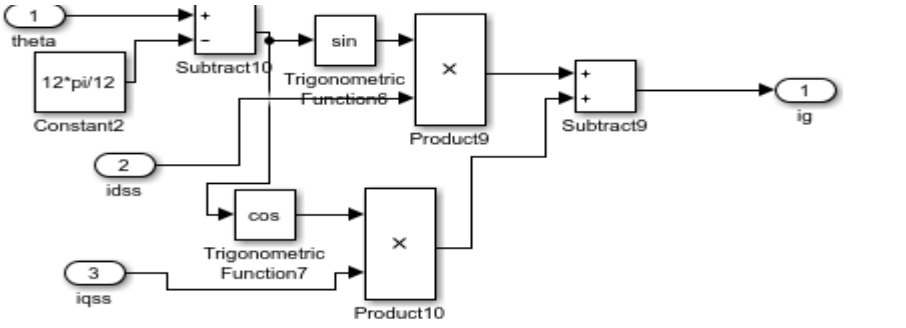 1
theta
+
−
Subtract10
12*pi/12
Constant2
sin
Trigonometric
Function6
×
Product9
+
+
Subtract9
1
ig
2
idss
cos
Trigonometric
Function7
×
Product10
3
iqss